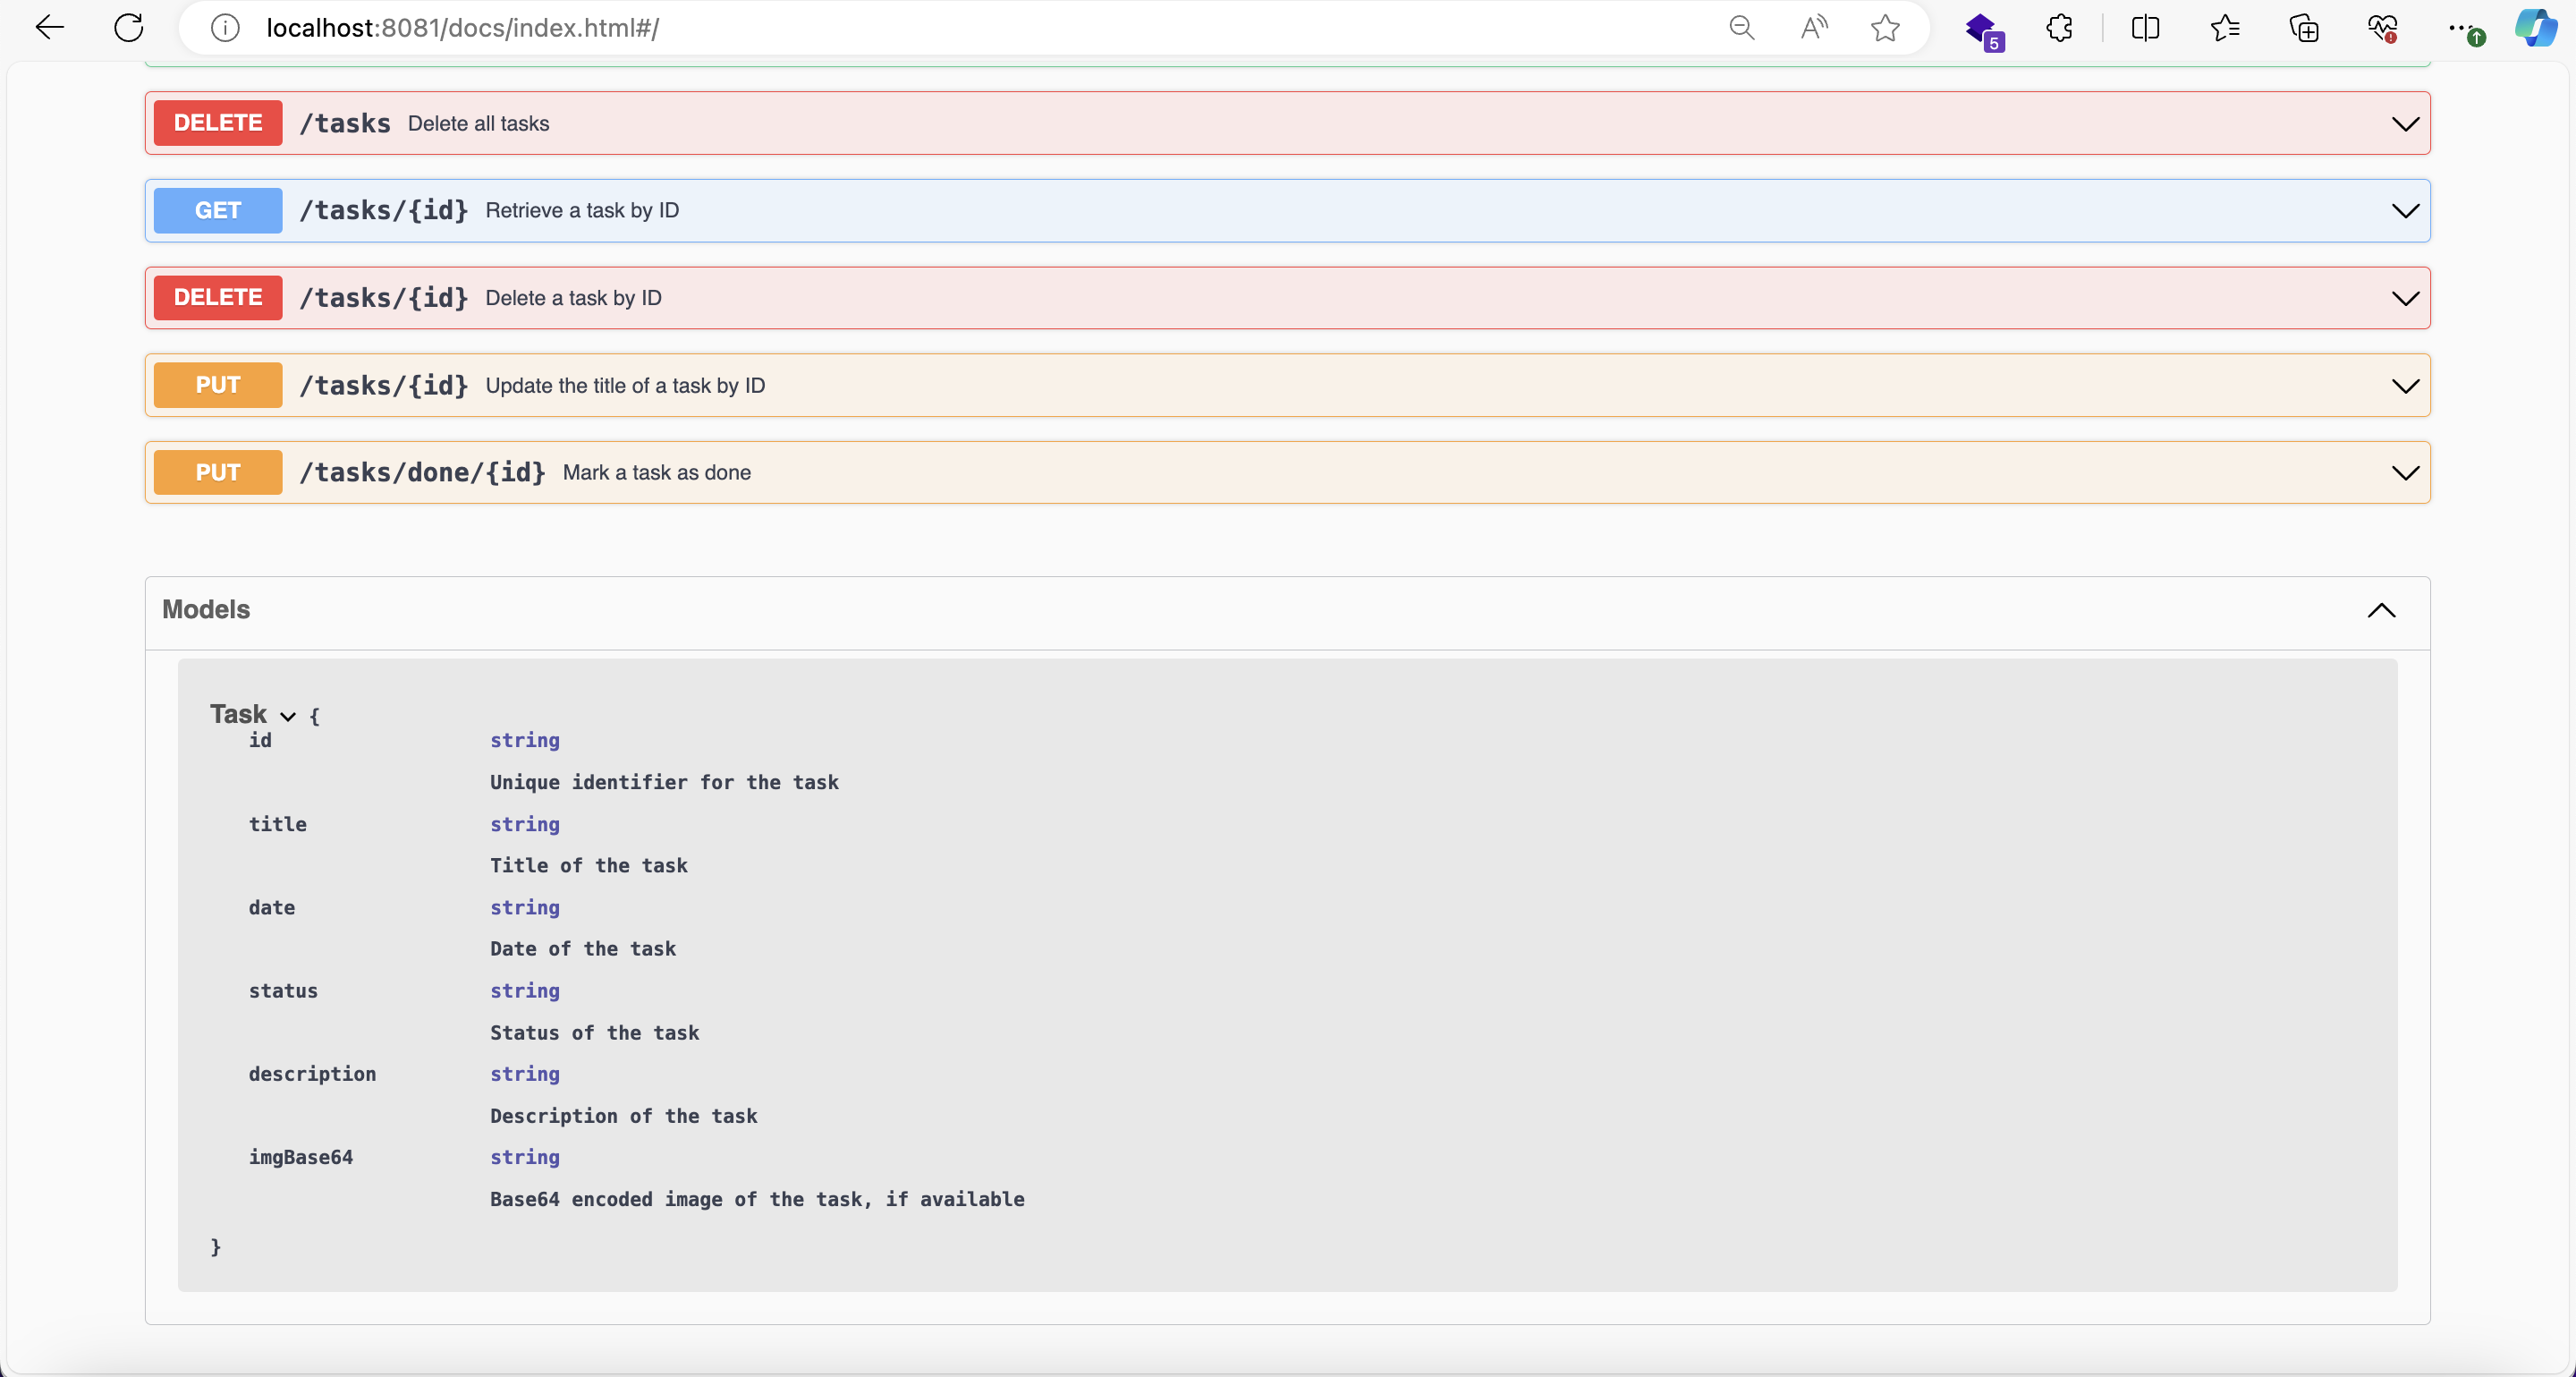 localhost:8081/docs/index.html#/
5
DELETE /tasks Delete all tasks
GET /tasks/{id} Retrieve a task by ID
DELETE /tasks/{id} Delete a task by ID
PUT /tasks/{id} Update the title of a task by ID
PUT /tasks/done/{id} Mark a task as done
Models
Task {
id string
Unique identifier for the task
title string
Title of the task
date string
Date of the task
status string
Status of the task
description string
Description of the task
imgBase64 string
Base64 encoded image of the task, if available
}